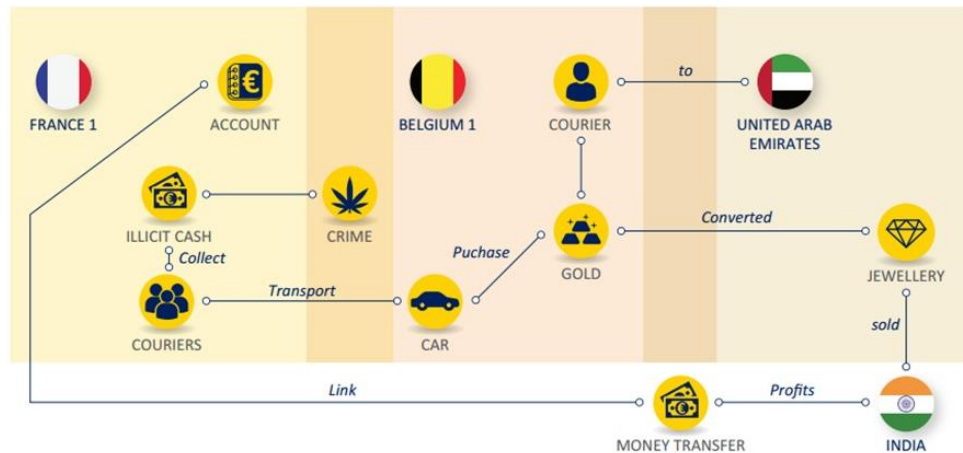 to
FRANCE 1
ACCOUNT
BELGIUM 1
COURIER
UNITED ARAB
EMIRATES
ILLICIT CASH
CRIME
Converted
Collect
Puchase
GOLD
JEWELLERY
Transport
COURIERS
CAR
sold
Link
Profits
MONEY TRANSFER
INDIA